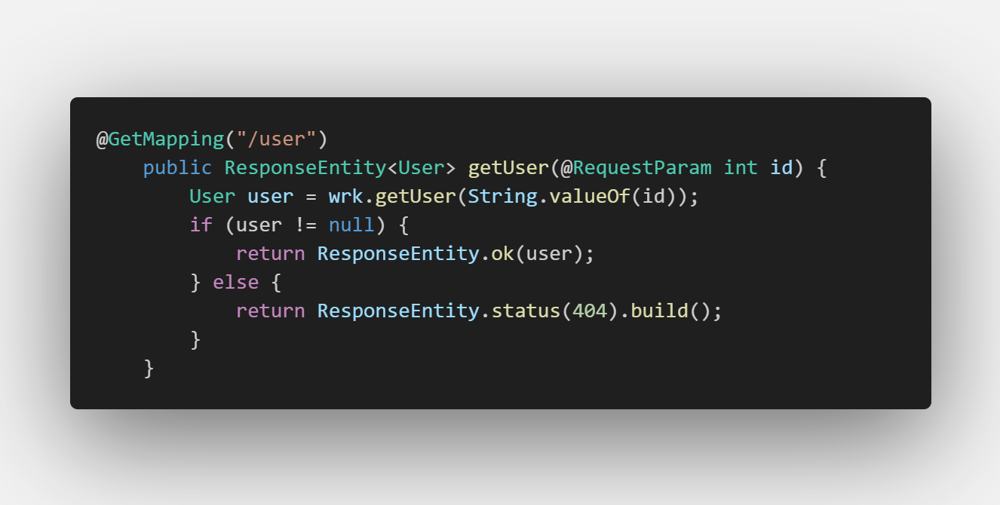 @GetMapping("/user")
    public ResponseEntity<User> getUser(@RequestParam int id) {
        User user = wrk.getUser(String.valueOf(id));
        if (user != null) {
            return ResponseEntity.ok(user);
        } else {
            return ResponseEntity.status(404).build();
        }
    }